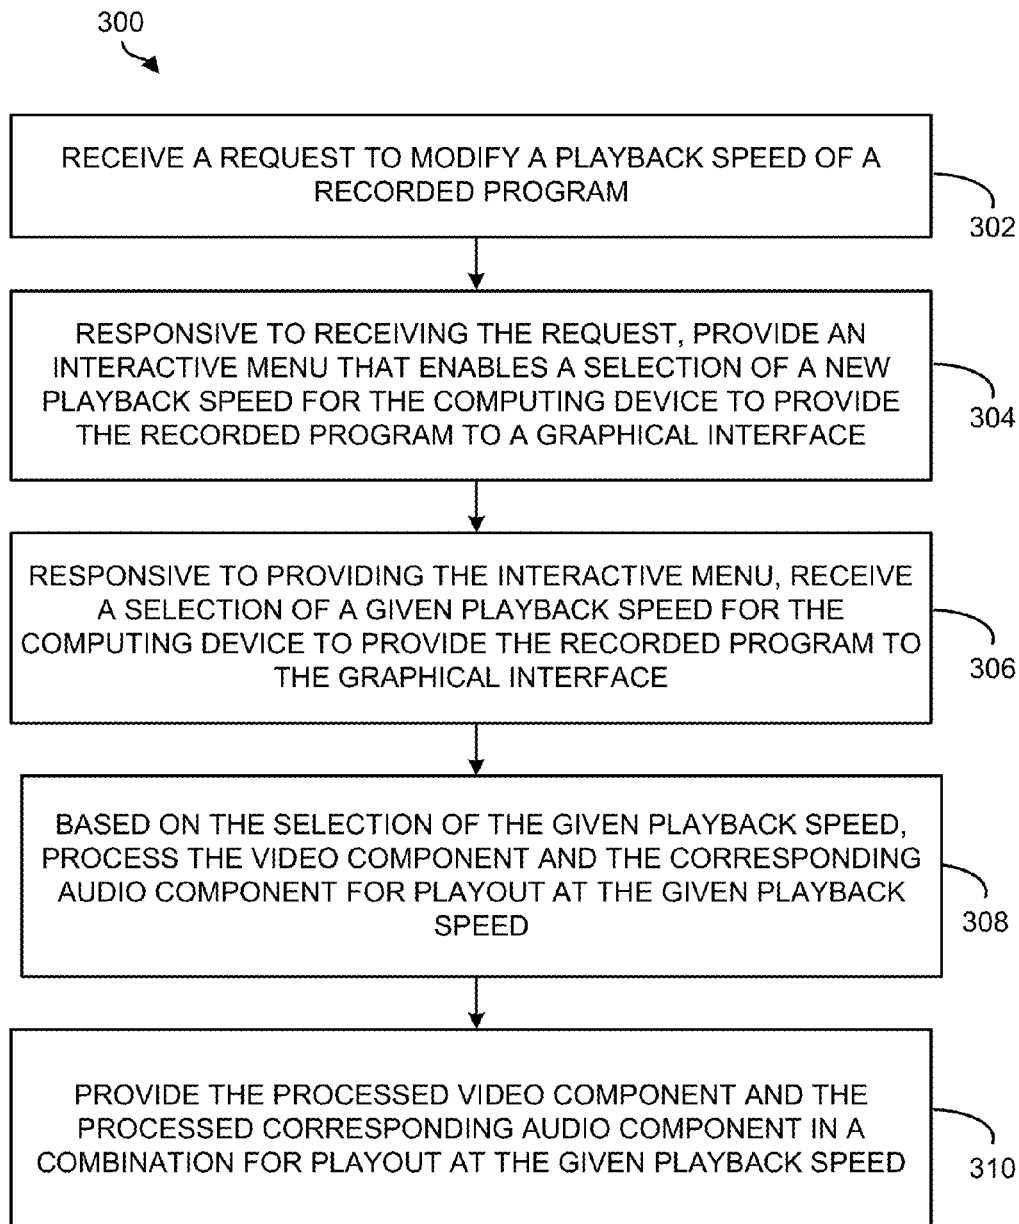 300
RECEIVE A REQUEST TO MODIFY A PLAYBACK SPEED OF A
RECORDED PROGRAM
302
RESPONSIVE TO RECEIVING THE REQUEST, PROVIDE AN
INTERACTIVE MENU THAT ENABLES A SELECTION OF A NEW
PLAYBACK SPEED FOR THE COMPUTING DEVICE TO PROVIDE
THE RECORDED PROGRAM TO A GRAPHICAL INTERFACE
304
RESPONSIVE TO PROVIDING THE INTERACTIVE MENU, RECEIVE
A SELECTION OF A GIVEN PLAYBACK SPEED FOR THE
COMPUTING DEVICE TO PROVIDE THE RECORDED PROGRAM TO
THE GRAPHICAL INTERFACE
306
BASED ON THE SELECTION OF THE GIVEN PLAYBACK SPEED,
PROCESS THE VIDEO COMPONENT AND THE CORRESPONDING
AUDIO COMPONENT FOR PLAYOUT AT THE GIVEN PLAYBACK
SPEED
308
PROVIDE THE PROCESSED VIDEO COMPONENT AND THE
PROCESSED CORRESPONDING AUDIO COMPONENT IN A
COMBINATION FOR PLAYOUT AT THE GIVEN PLAYBACK SPEED
310